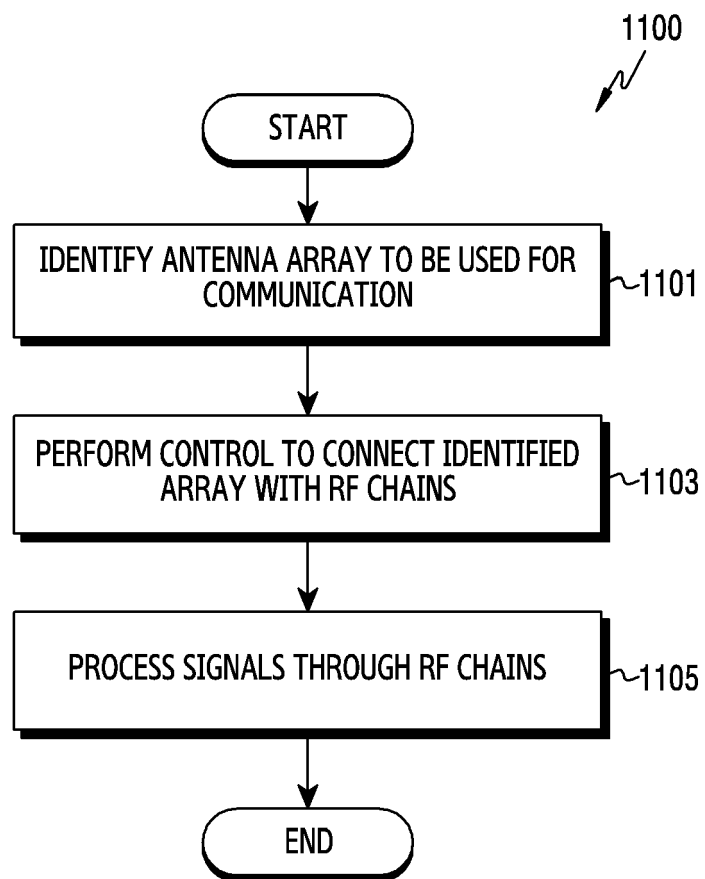 1100
START
IDENTIFY ANTENNA ARRAY TO BE USED FOR
COMMUNICATION
1101
PERFORM CONTROL TO CONNECT IDENTIFIED
ARRAY WITH RF CHAINS
1103
PROCESS SIGNALS THROUGH RF CHAINS
1105
END